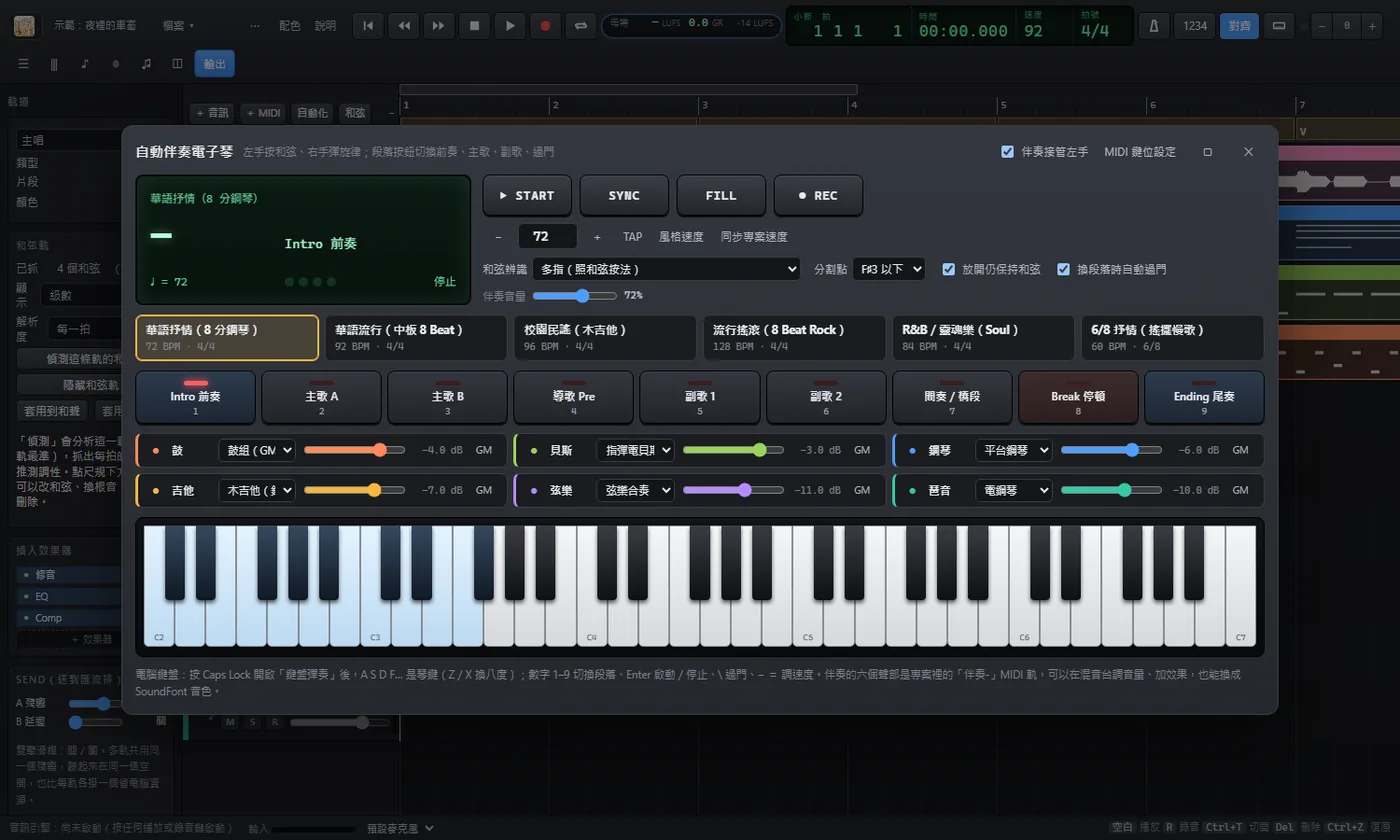 示範：夜裡的車窗 檔案 ▾ ... 配色 說明
LUFS 0.0 GR -14 LUFS
小節 拍 1 1 1 1 時間 00:00.000 速度 92 拍號 4/4
1234 對齊 − 0 +
輸出
軌道
+ 音訊 + MIDI 自動化 和弦 −
1 2 3 4 5 6 7
主唱
類型
片段
顏色
V
自動伴奏電子琴 左手按和弦、右手彈旋律；段落按鈕切換前奏、主歌、副歌、過門
伴奏接管左手 MIDI 鍵位設定
華語抒情（8 分鋼琴）
Intro 前奏
♩ = 72 停止
START SYNC FILL REC
− 72 + TAP 風格速度 同步專案速度
和弦辨識 多指（照和弦按法） 分割點 F#3 以下 放開仍保持和弦 換段落時自動過門
伴奏音量 72%
華語抒情（8 分鋼琴） 72 BPM · 4/4
華語流行（中板 8 Beat） 92 BPM · 4/4
校園民謠（木吉他） 96 BPM · 4/4
流行搖滾（8 Beat Rock） 128 BPM · 4/4
R&B / 靈魂樂（Soul） 84 BPM · 4/4
6/8 抒情（搖擺慢歌） 60 BPM · 6/8
Intro 前奏 1
主歌 A 2
主歌 B 3
導歌 Pre 4
副歌 1 5
副歌 2 6
間奏 / 橋段 7
Break 停頓 8
Ending 尾奏 9
鼓 鼓組（GM −4.0 dB GM
貝斯 指彈電貝斯 −3.0 dB GM
鋼琴 平台鋼琴 −6.0 dB GM
吉他 木吉他（ −7.0 dB GM
弦樂 弦樂合奏 −11.0 dB GM
琶音 電鋼琴 −10.0 dB GM
C2 C3 C4 C5 C6 C7
電腦鍵盤：按 Caps Lock 開啟「鍵盤彈奏」後，A S D F… 是琴鍵（Z / X 換八度）；數字 1–9 切換段落、Enter 啟動 / 停止、\ 過門、− = 調速度。伴奏的六個聲部是專案裡的「伴奏-」MIDI 軌，可以在混音台調音量、加效果，也能換成
SoundFont 音色。
和弦軌
已抓 4 個和弦
顯示 級數
解析度 每一拍
偵測這條軌的和
隱藏和弦軌
套用到和聲 套用
「偵測」會分析這一
軌最準），抓出每拍的
推測調性。點尺規下
可以改和弦、換根音
刪除。
插入效果器
修音
EQ
Comp
+ 效果器
SEND（送到匯流排）
A 殘響
B 延遲 關
雙擊滑桿：開 / 關。多軌共用同
一個殘響，聽起來在同一個空
間，也比每軌各掛一個省電腦資
源。
M S R
音訊引擎：尚未啟動（按任何播放或錄音鍵啟動） 輸入 預設麥克風
空白 播放 R 錄音 Ctrl+T 切開 Del 刪除 Ctrl+Z 復原